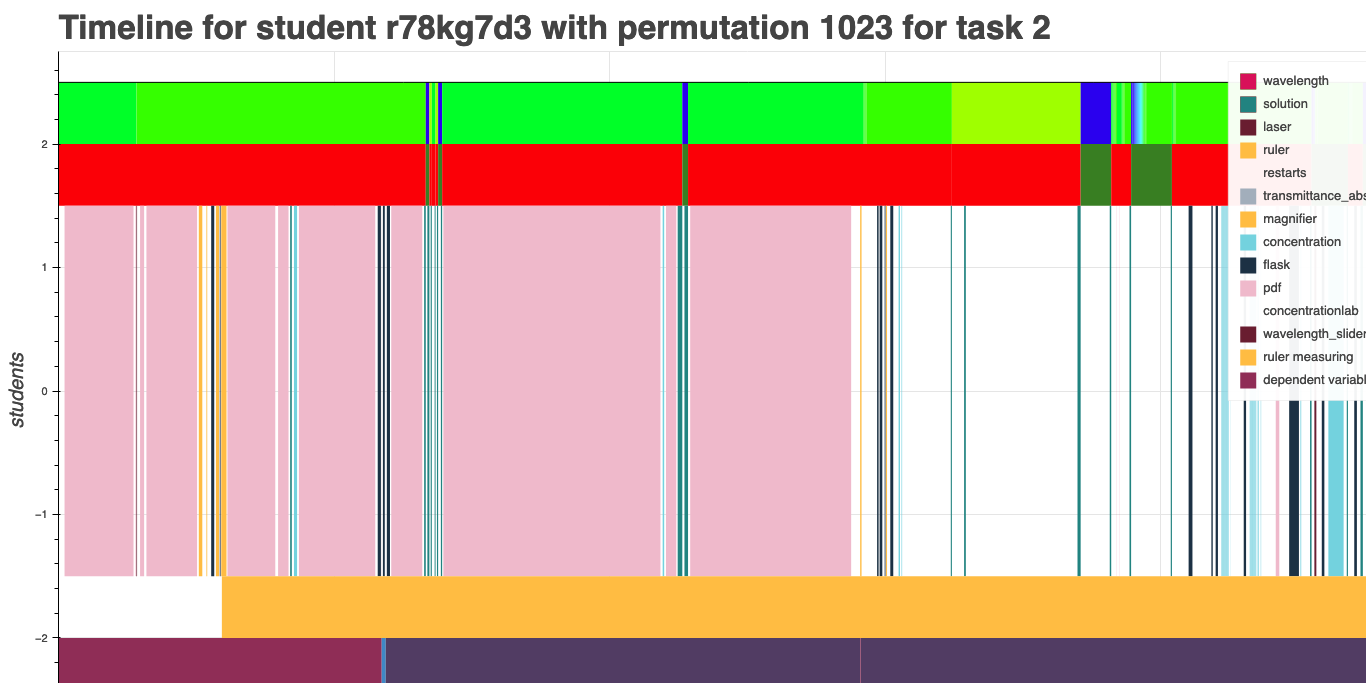 Timeline for student r78kg7d3 with permutation 1023 for task 2
wavelength
solution
laser
ruler
restarts
transmittance_abs
magnifier
concentration
flask
pdf
concentrationlab
wavelength_slider
ruler measuring
dependent variabl
students
2
1
0
−1
−2